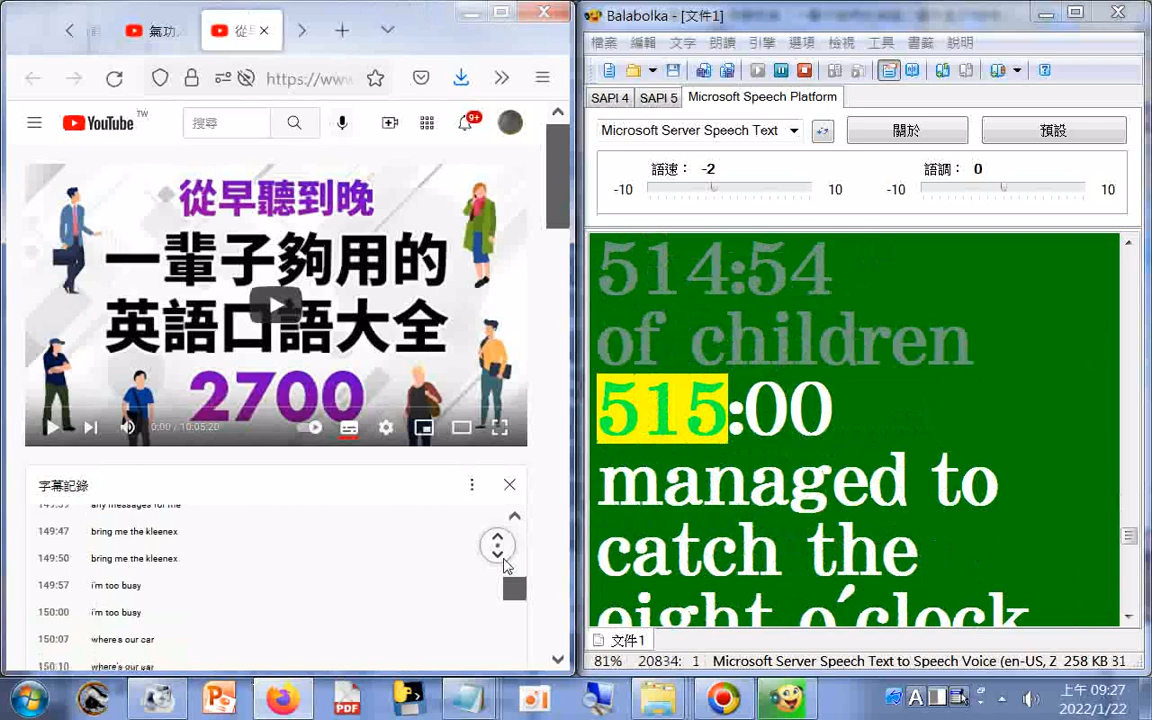 氣功
從
https://www
Balabolka - [文件1]
檔案 編輯 文字 朗讀 引擎 選項 檢視 工具 書籤 說明
SAPI 4 SAPI 5 Microsoft Speech Platform
Microsoft Server Speech Text
關於 預設
語速： -2 語調： 0
-10 10 -10 10
YouTube TW
搜尋
9+
從早聽到晚
一輩子夠用的
英語口語大全
2700
0:00 / 10:05:20
字幕記錄
any messages for me
149:47 bring me the kleenex
149:50 bring me the kleenex
149:57 i'm too busy
150:00 i'm too busy
150:07 where's our car
150:10 where's our car
514:54
of children
515:00
managed to
catch the
eight o'clock
文件1
81% 20834: 1 Microsoft Server Speech Text to Speech Voice (en-US, Z 258 KB 31
PDF
A
上午 09:27
2022/1/22